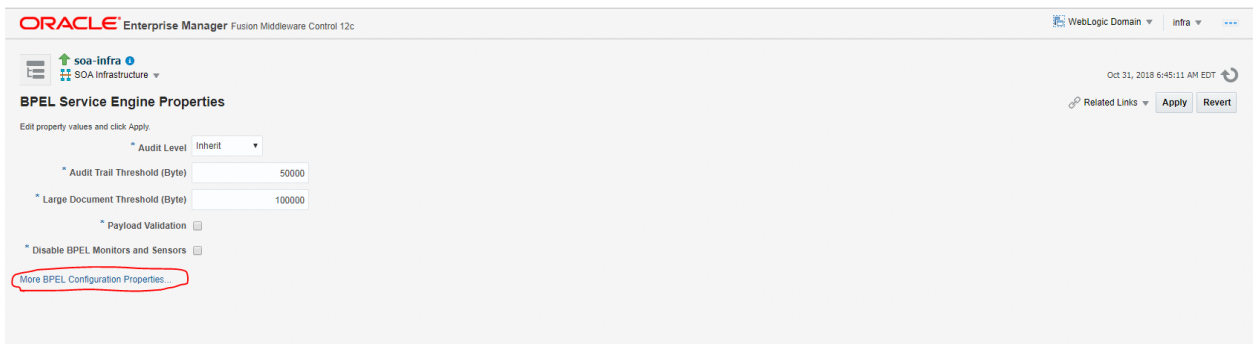 ORACLE Enterprise Manager Fusion Middleware Control 12c
WebLogic Domain infra
soa-infra
SOA Infrastructure
Oct 31, 2018 6:45:11 AM EDT
BPEL Service Engine Properties
Related Links Apply Revert
Edit property values and click Apply.
* Audit Level Inherit
* Audit Trail Threshold (Byte) 50000
* Large Document Threshold (Byte) 100000
* Payload Validation
* Disable BPEL Monitors and Sensors
More BPEL Configuration Properties...